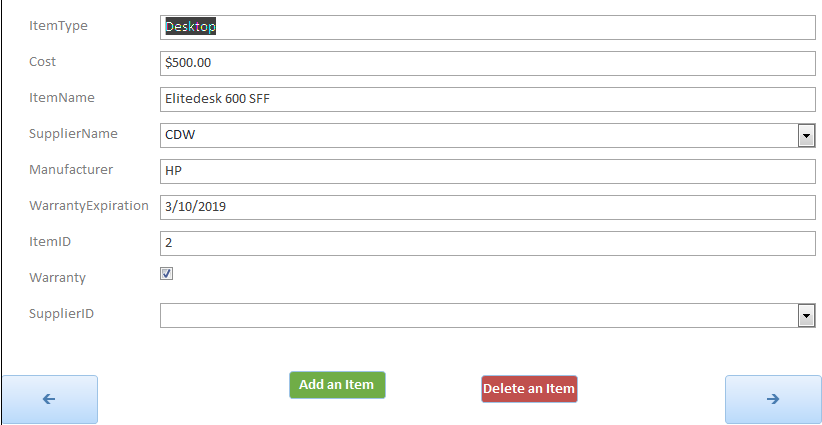 ItemType Desktop
Cost $500.00
ItemName Elitedesk 600 SFF
SupplierName CDW
Manufacturer HP
WarrantyExpiration 3/10/2019
ItemID 2
Warranty
SupplierID
Add an Item Delete an Item